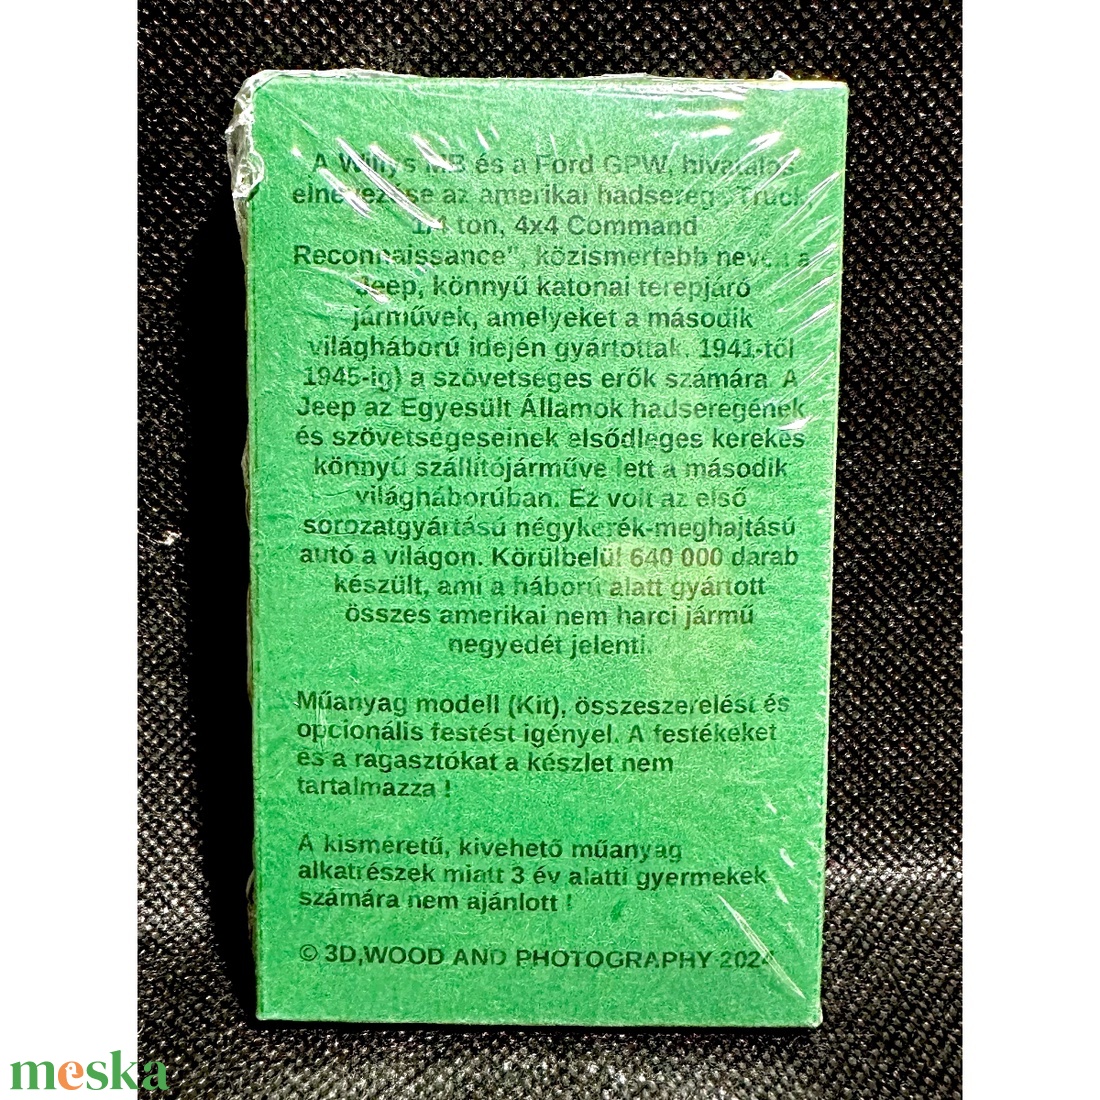 A Willys MB és a Ford GPW, hivatalos
elnevezése az amerikai hadsereg „Truck,
1/4 ton, 4x4 Command
Reconnaissance", közismertebb nevén a
Jeep, könnyű katonai terepjáró
járművek, amelyeket a második
világháború idején gyártottak, 1941-től
1945-ig) a szövetséges erők számára. A
Jeep az Egyesült Államok hadseregének
és szövetségeseinek elsődleges kerekes
könnyű szállítójárműve lett a második
világháborúban. Ez volt az első
sorozatgyártású négykerék-meghajtású
autó a világon. Körülbelül 640 000 darab
készült, ami a háború alatt gyártott
összes amerikai nem harci jármű
negyedét jelenti.
Műanyag modell (Kit), összeszerelést és
opcionális festést igényel. A festékeket
és a ragasztókat a készlet nem
tartalmazza !
A kisméretű, kivehető műanyag
alkatrészek miatt 3 év alatti gyermekek
számára nem ajánlott !
© 3D,WOOD AND PHOTOGRAPHY 2024
meska